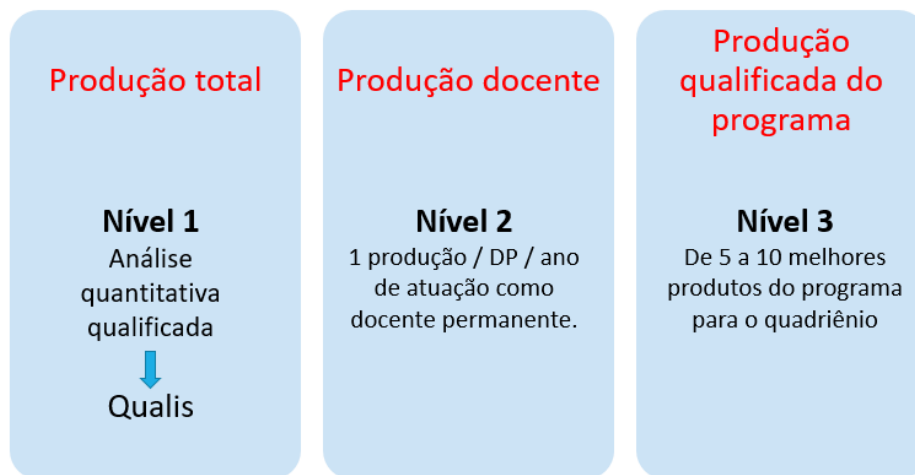 Produção total
Nível 1
Análise
quantitativa
qualificada
Qualis
Produção docente
Nível 2
1 produção / DP / ano
de atuação como
docente permanente.
Produção
qualificada do
programa
Nível 3
De 5 a 10 melhores
produtos do programa
para o quadriênio